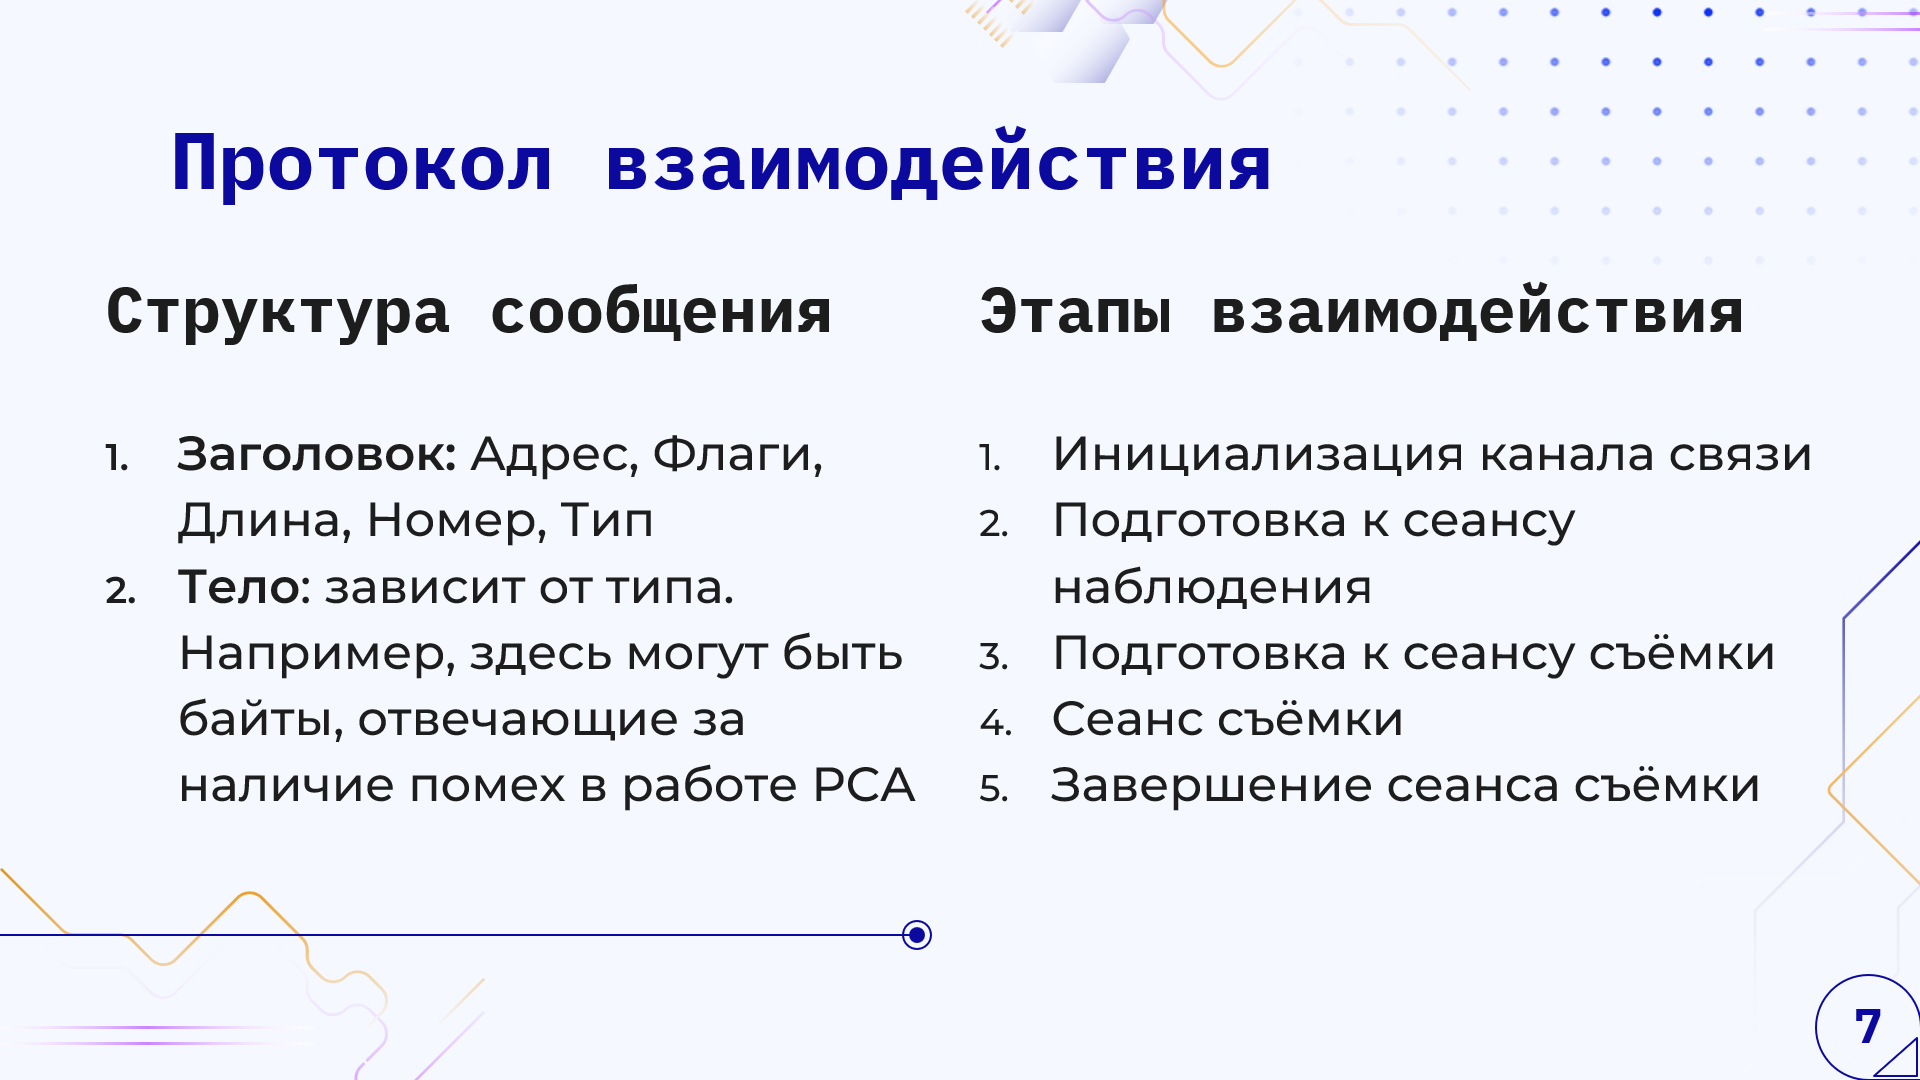 Протокол взаимодействия
Структура сообщения
1. Заголовок: Адрес, Флаги,
Длина, Номер, Тип
2. Тело: зависит от типа.
Например, здесь могут быть
байты, отвечающие за
наличие помех в работе РСА
Этапы взаимодействия
1. Инициализация канала связи
2. Подготовка к сеансу
наблюдения
3. Подготовка к сеансу съёмки
4. Сеанс съёмки
5. Завершение сеанса съёмки
7